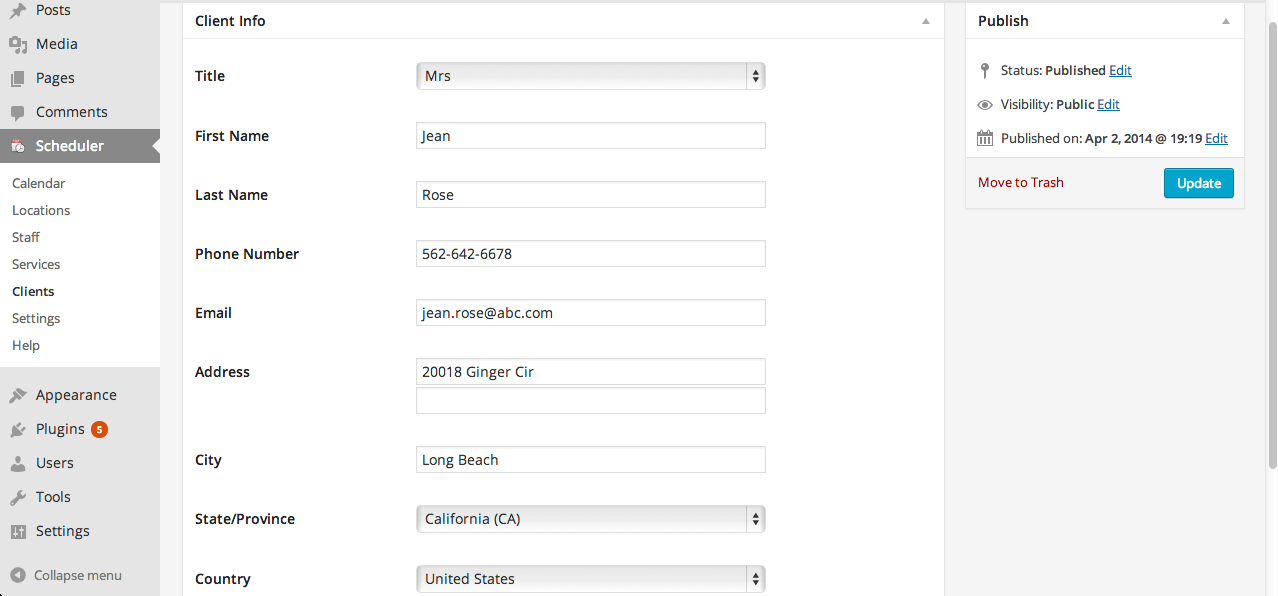 Posts
Media
Pages
Comments
Scheduler
Calendar
Locations
Staff
Services
Clients
Settings
Help
Appearance
Plugins 5
Users
Tools
Settings
Collapse menu
Client Info
Title Mrs
First Name Jean
Last Name Rose
Phone Number 562-642-6678
Email jean.rose@abc.com
Address 20018 Ginger Cir
City Long Beach
State/Province California (CA)
Country United States
Publish
Status: Published Edit
Visibility: Public Edit
Published on: Apr 2, 2014 @ 19:19 Edit
Move to Trash Update